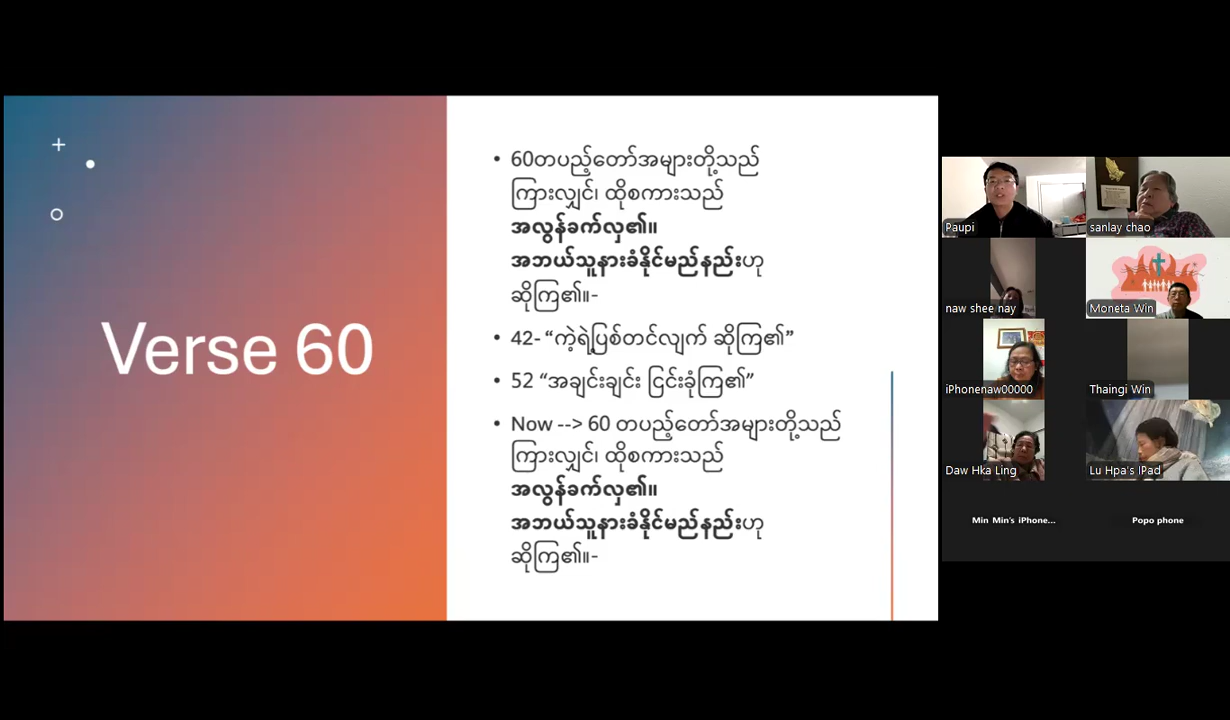 Verse 60
• 60တပည့်တော်အများတို့သည်
ကြားလျှင်၊ ထိုစကားသည်
အလွန်ခက်လှ၏။
အဘယ်သူနားခံနိုင်မည်နည်းဟု
ဆိုကြ၏။-
• 42- “ကဲ့ရဲ့ပြစ်တင်လျက် ဆိုကြ၏”
• 52 “အချင်းချင်း ငြင်းခုံကြ၏”
• Now --> 60 တပည့်တော်အများတို့သည်
ကြားလျှင်၊ ထိုစကားသည်
အလွန်ခက်လှ၏။
အဘယ်သူနားခံနိုင်မည်နည်းဟု
ဆိုကြ၏။-
Paupi
sanlay chao
naw shee nay
Moneta Win
iPhonenaw00000
Thaingi Win
Daw Hka Ling
Lu Hpa's IPad
Min Min's iPhone...
Popo phone